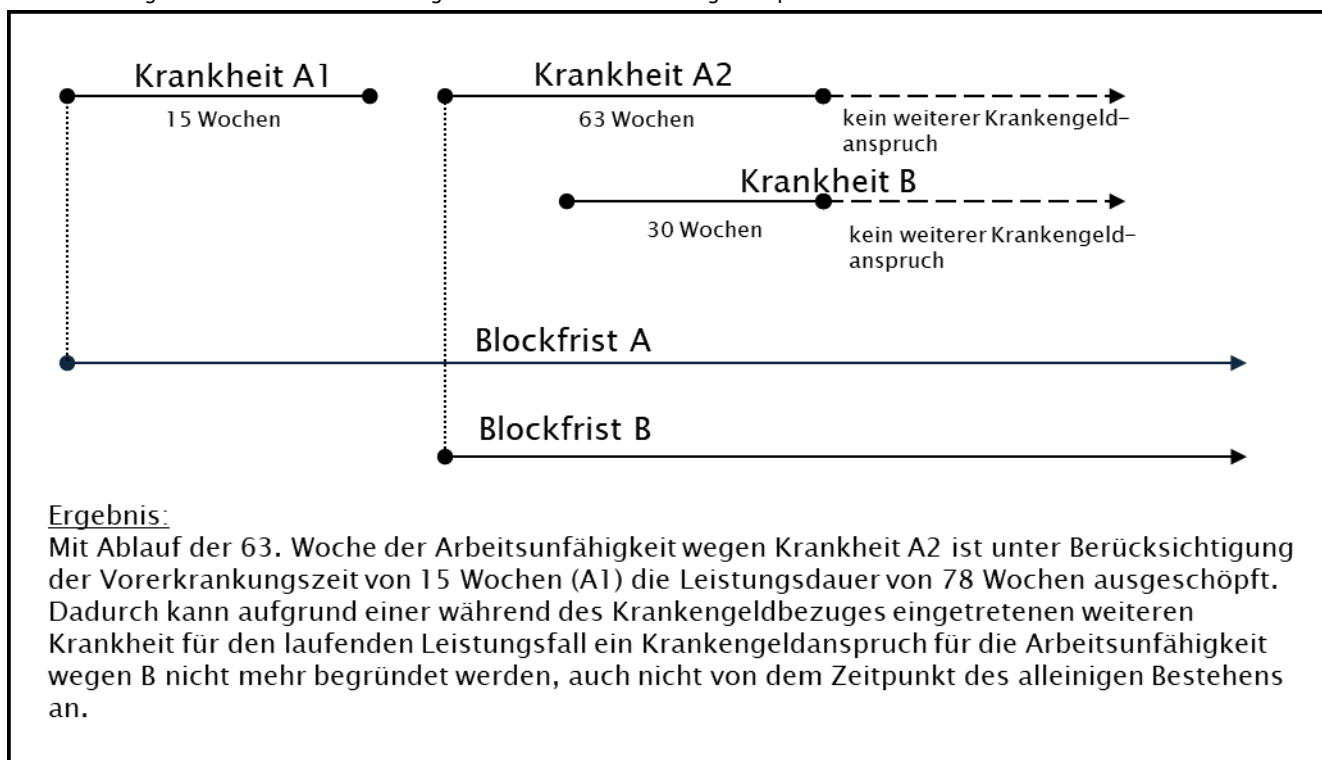 Krankheit A1
15 Wochen
Krankheit A2
63 Wochen
kein weiterer Krankengeld-
anspruch
Krankheit B
30 Wochen
kein weiterer Krankengeld-
anspruch
Blockfrist A
Blockfrist B
Ergebnis:
Mit Ablauf der 63. Woche der Arbeitsunfähigkeit wegen Krankheit A2 ist unter Berücksichtigung
der Vorerkrankungszeit von 15 Wochen (A1) die Leistungsdauer von 78 Wochen ausgeschöpft.
Dadurch kann aufgrund einer während des Krankengeldbezuges eingetretenen weiteren
Krankheit für den laufenden Leistungsfall ein Krankengeldanspruch für die Arbeitsunfähigkeit
wegen B nicht mehr begründet werden, auch nicht von dem Zeitpunkt des alleinigen Bestehens
an.